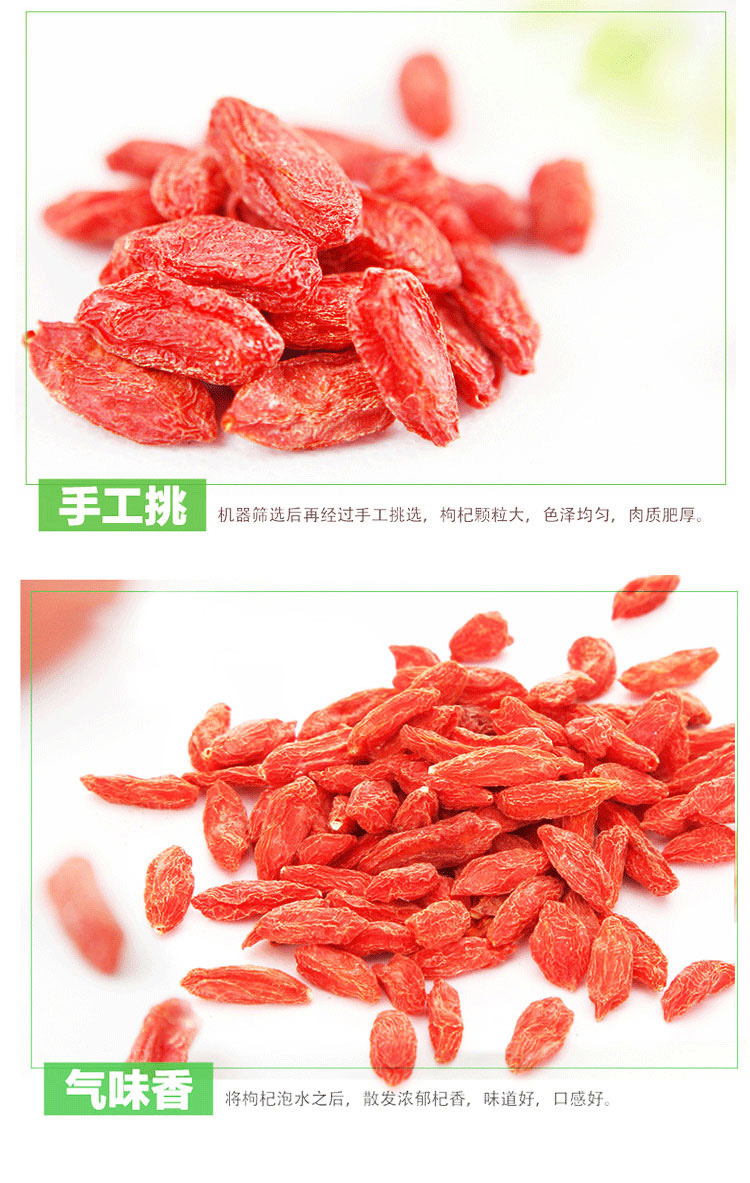 手工挑
机器筛选后再经过手工挑选，枸杞颗粒大，色泽均匀，肉质肥厚。
气味香
将枸杞泡水之后，散发浓郁杞香，味道好，口感好。